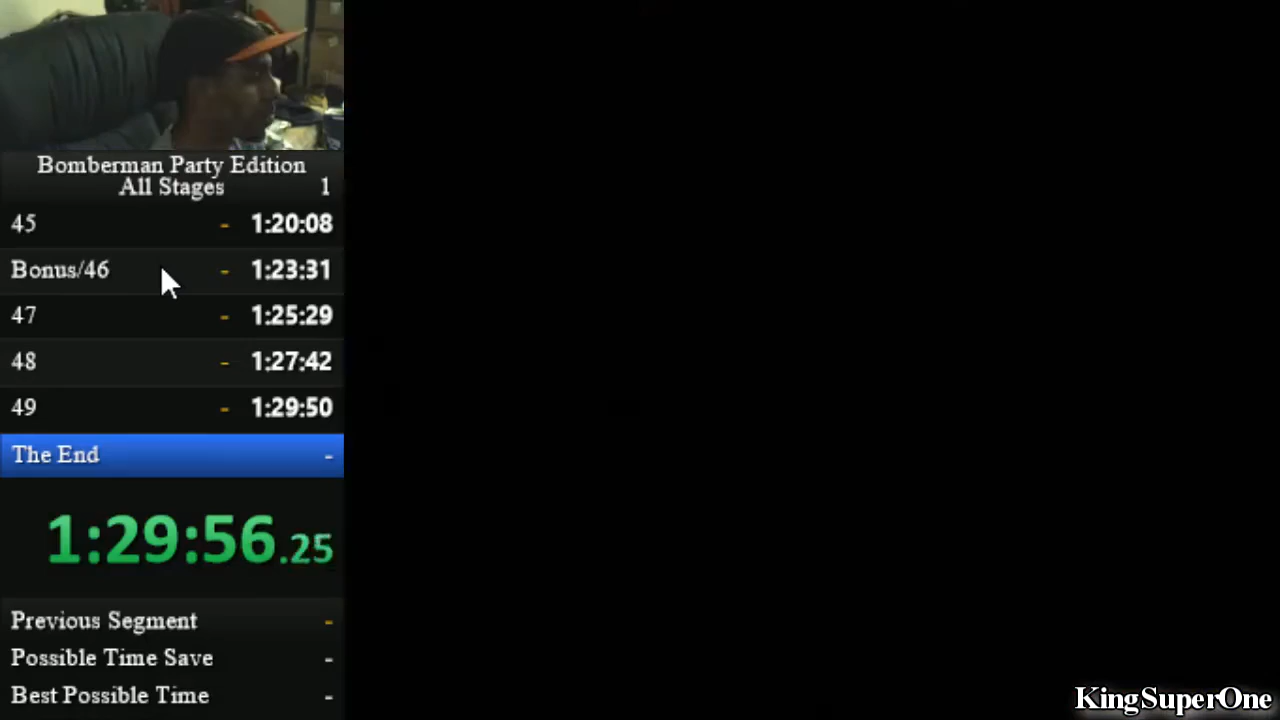 Bomberman Party Edition
All Stages 1
45 - 1:20:08
Bonus/46 - 1:23:31
47 - 1:25:29
48 - 1:27:42
49 - 1:29:50
The End -
1:29:56.25
Previous Segment -
Possible Time Save -
Best Possible Time -
KingSuperOne